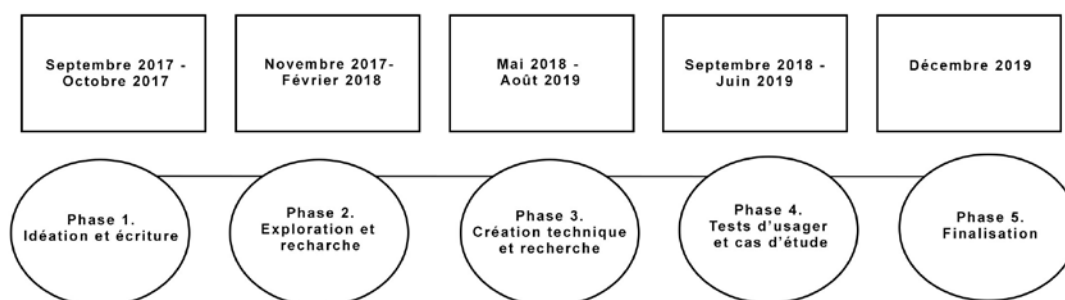 Septembre 2017 -
Octobre 2017
Novembre 2017-
Février 2018
Mai 2018 -
Août 2019
Septembre 2018 -
Juin 2019
Décembre 2019
Phase 1.
Idéation et écriture
Phase 2.
Exploration et
recharche
Phase 3.
Création technique
et recherche
Phase 4.
Tests d'usager
et cas d'étude
Phase 5.
Finalisation